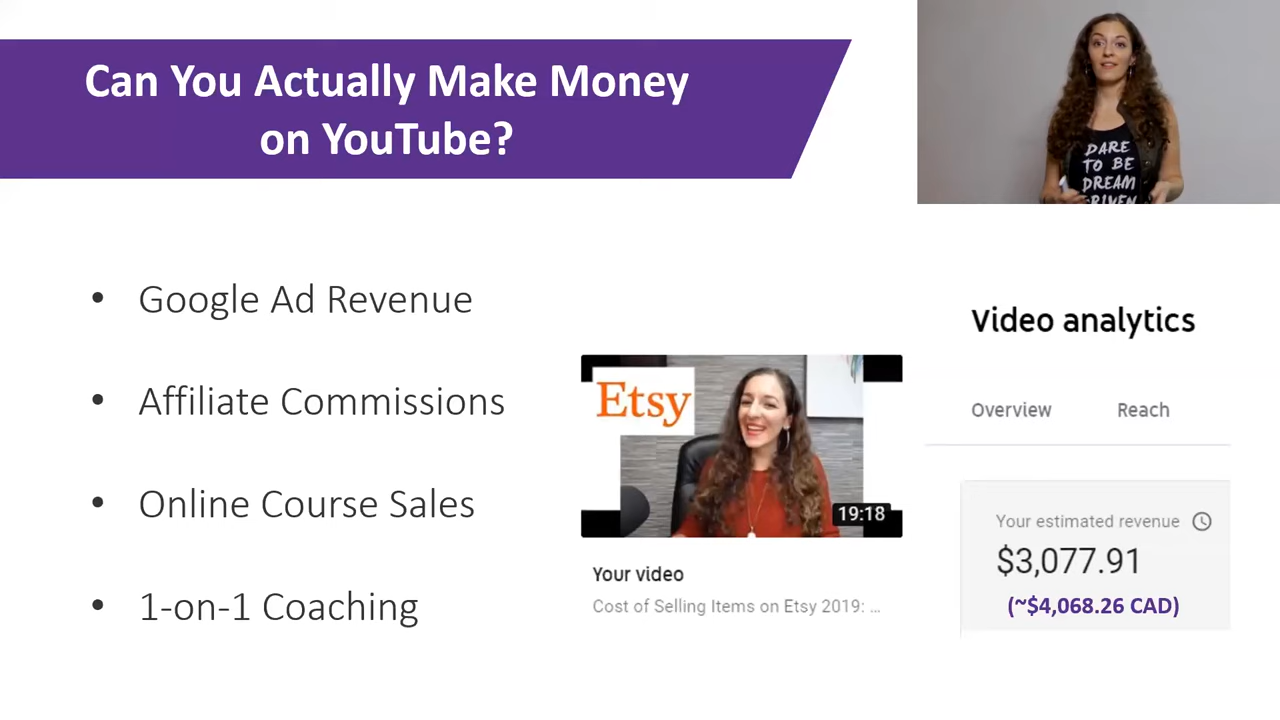 Can You Actually Make Money
on YouTube?
DARE
TO BE
DREAM
DRIVEN
• Google Ad Revenue
• Affiliate Commissions
• Online Course Sales
• 1-on-1 Coaching
Etsy
19:18
Your video
Cost of Selling Items on Etsy 2019: ...
Video analytics
Overview
Reach
Your estimated revenue
$3,077.91
(~$4,068.26 CAD)